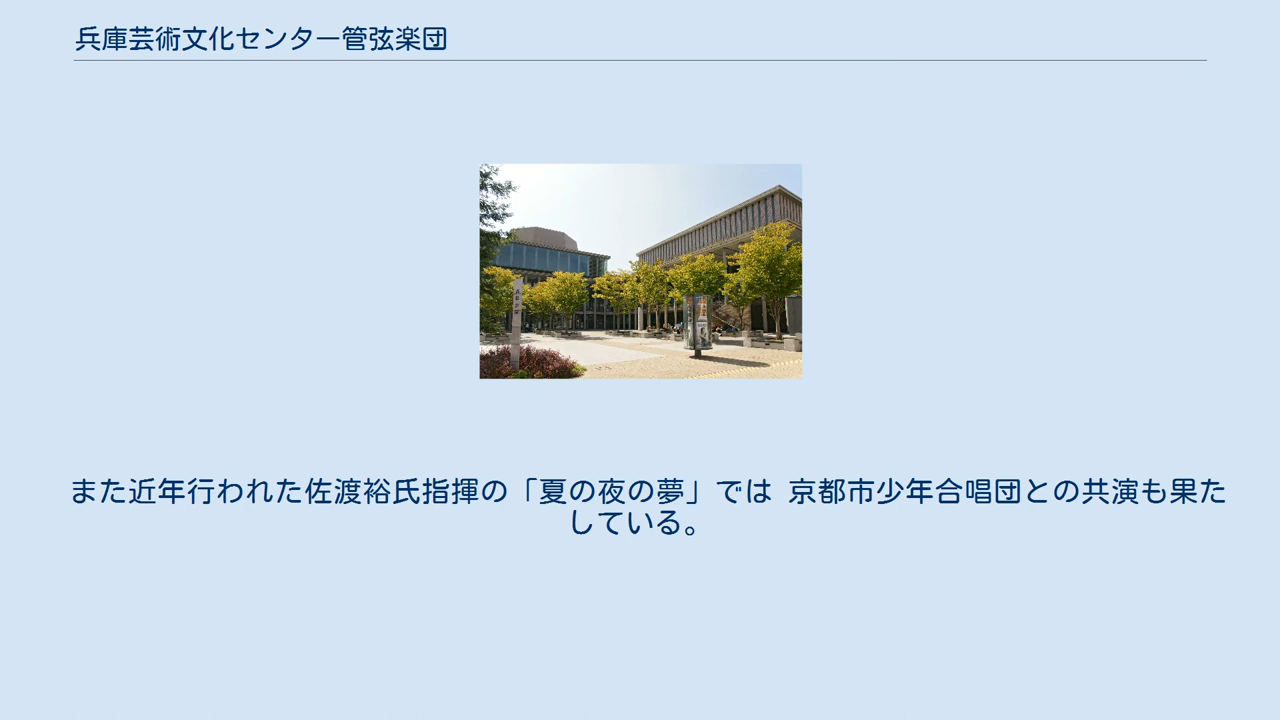 兵庫芸術文化センター管弦楽団
また近年行われた佐渡裕氏指揮の「夏の夜の夢」では 京都市少年合唱団との共演も果た
している。